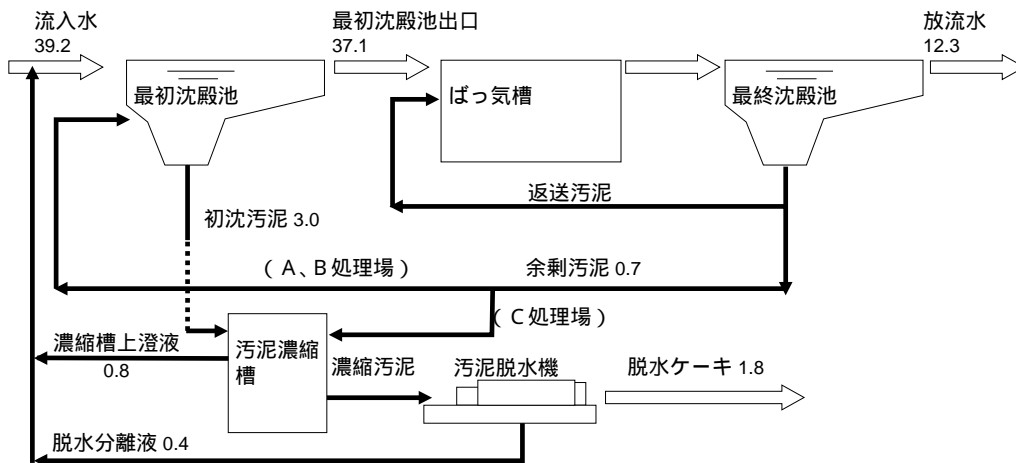 流入水
39.2
最初沈殿池出口
37.1
放流水
12.3
最初沈殿池
ばっ気槽
最終沈殿池
返送汚泥
初沈汚泥 3.0
（Ａ、Ｂ処理場）
余剰汚泥 0.7
（Ｃ処理場）
濃縮槽上澄液
0.8
汚泥濃縮
槽
濃縮汚泥
汚泥脱水機
脱水ケーキ 1.8
脱水分離液 0.4